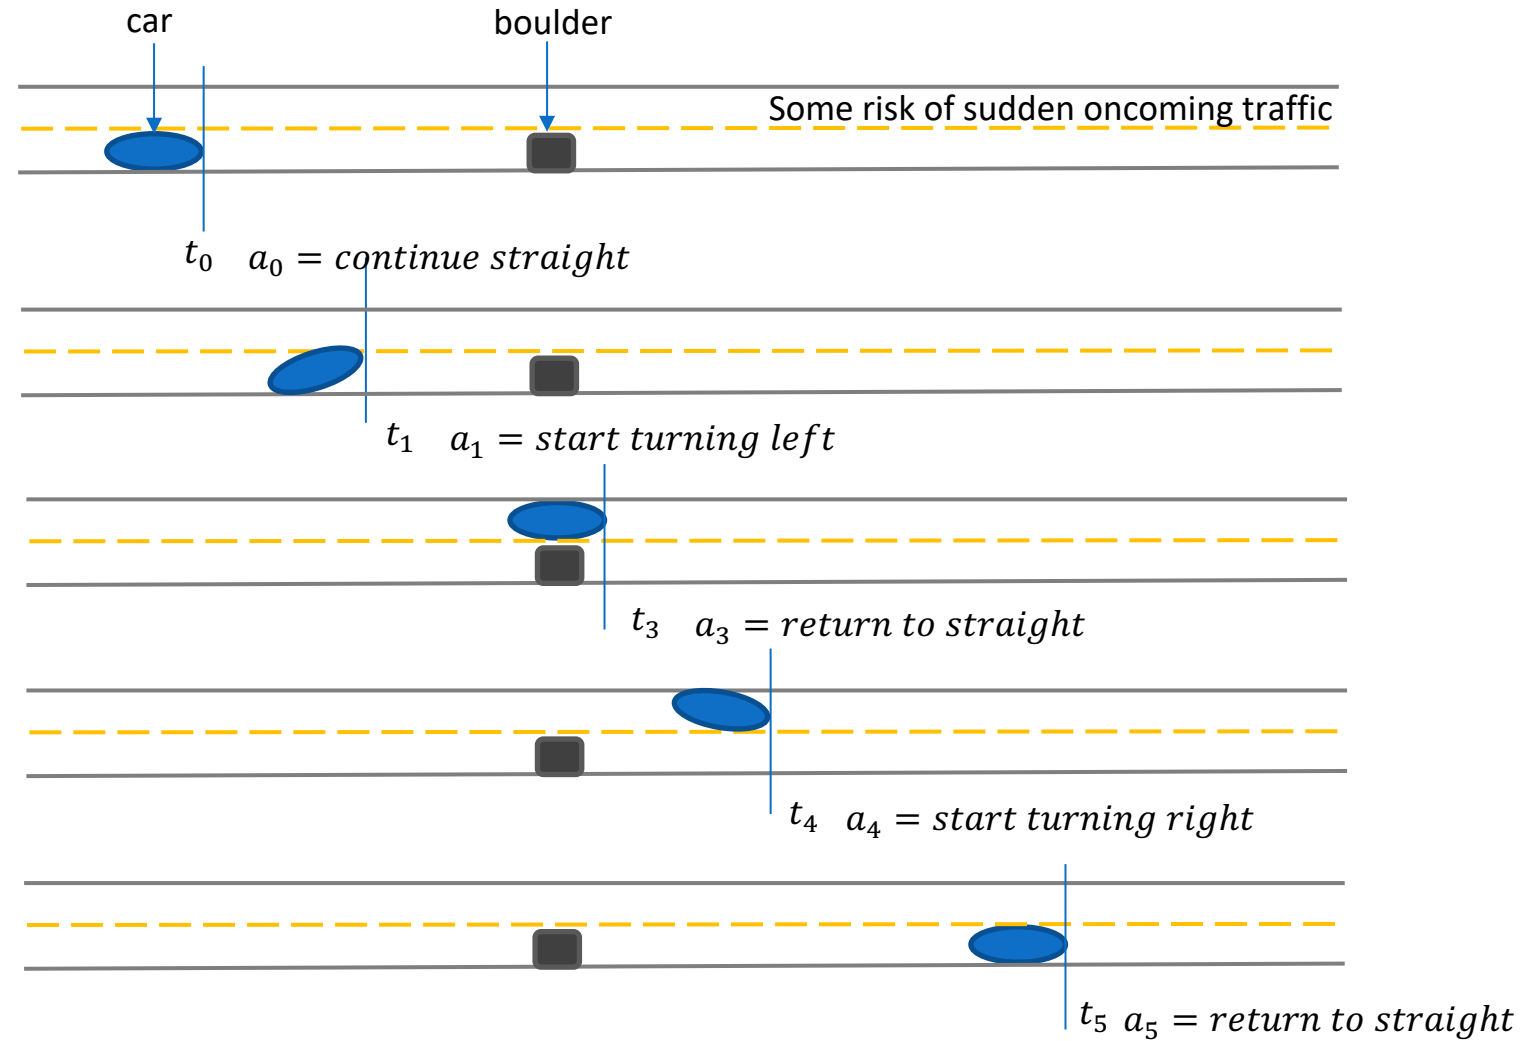 car
boulder
Some risk of sudden oncoming traffic
t₀ a₀ = continue straight
t₁ a₁ = start turning left
t₃ a₃ = return to straight
t₄ a₄ = start turning right
t₅ a₅ = return to straight